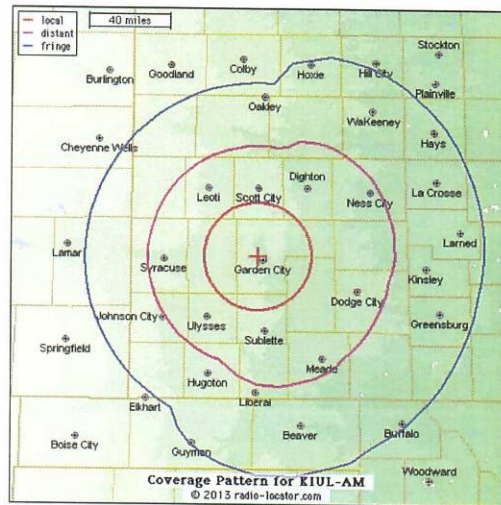 local
distant
fringe
40 miles
Stockton
Colby
Hoxie
Hill City
Goodland
Burlington
Plainville
Oakley
WaKeeney
Hays
Cheyenne Wells
Dighton
La Crosse
Leoti
Scott City
Ness City
Larned
Lamar
Syracuse
Garden City
Kinsley
Dodge City
Johnson City
Ulysses
Greensburg
Sublette
Springfield
Meade
Hugoton
Elkhart
Liberal
Beaver
Buffalo
Boise City
Guymon
Woodward
Coverage Pattern for KIUL-AM
© 2013 radio-locator.com